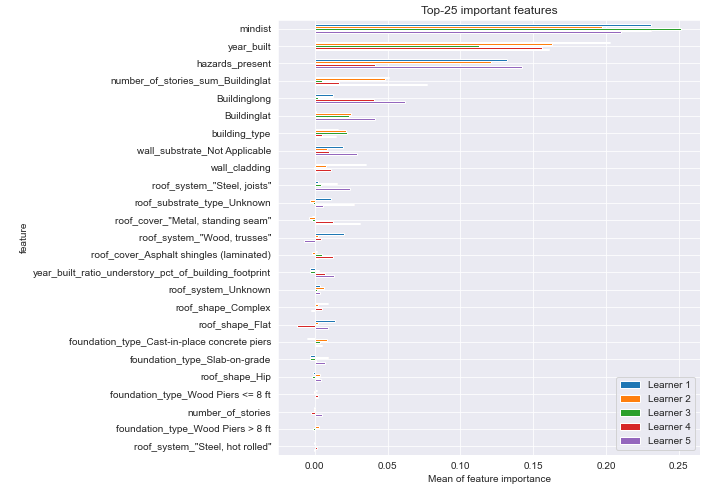 Top-25 important features
feature
mindist
year_built
hazards_present
number_of_stories_sum_Buildinglat
Buildinglong
Buildinglat
building_type
wall_substrate_Not Applicable
wall_cladding
roof_system_"Steel, joists"
roof_substrate_type_Unknown
roof_cover_"Metal, standing seam"
roof_system_"Wood, trusses"
roof_cover_Asphalt shingles (laminated)
year_built_ratio_understory_pct_of_building_footprint
roof_system_Unknown
roof_shape_Complex
roof_shape_Flat
foundation_type_Cast-in-place concrete piers
foundation_type_Slab-on-grade
roof_shape_Hip
foundation_type_Wood Piers <= 8 ft
number_of_stories
foundation_type_Wood Piers > 8 ft
roof_system_"Steel, hot rolled"
Learner 1
Learner 2
Learner 3
Learner 4
Learner 5
0.00 0.05 0.10 0.15 0.20 0.25
Mean of feature importance